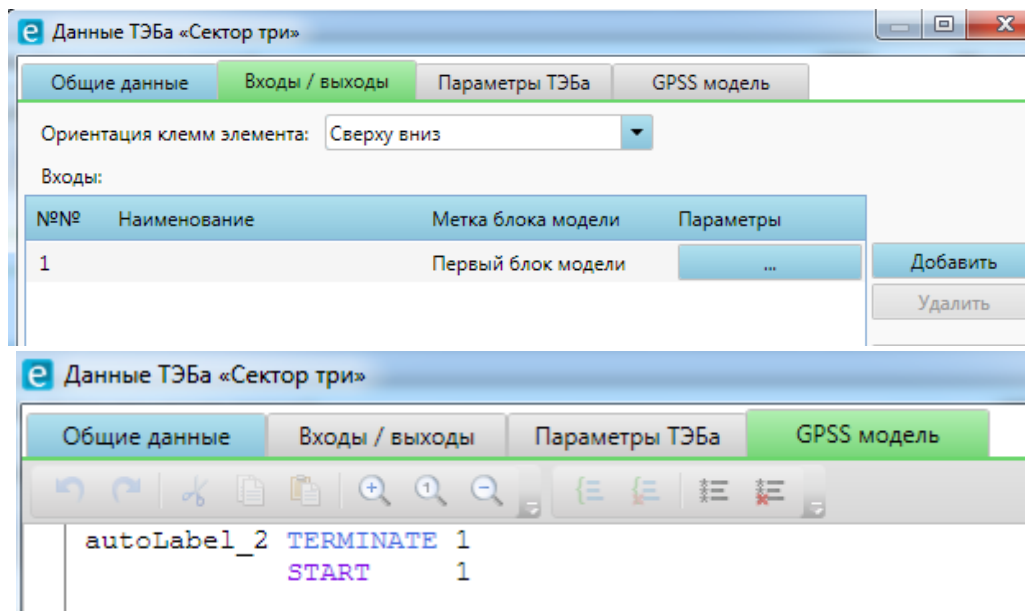 Данные ТЭБа «Сектор три»
Общие данные Входы / выходы Параметры ТЭБа GPSS модель
Ориентация клемм элемента: Сверху вниз
Входы:
№№ Наименование Метка блока модели Параметры
1 Первый блок модели ... Добавить
Удалить
Данные ТЭБа «Сектор три»
Общие данные Входы / выходы Параметры ТЭБа GPSS модель
autoLabel_2 TERMINATE 1
START 1